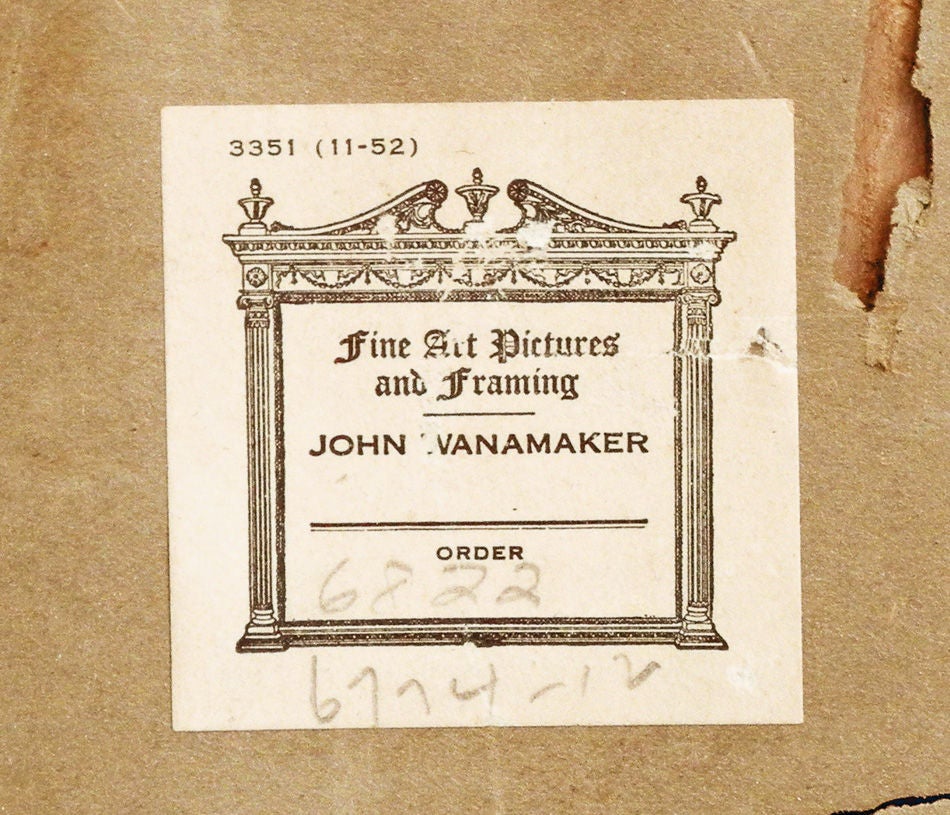 3351 (11-52)
Fine Art Pictures
and Framing
JOHN WANAMAKER
ORDER
6822
6774-12